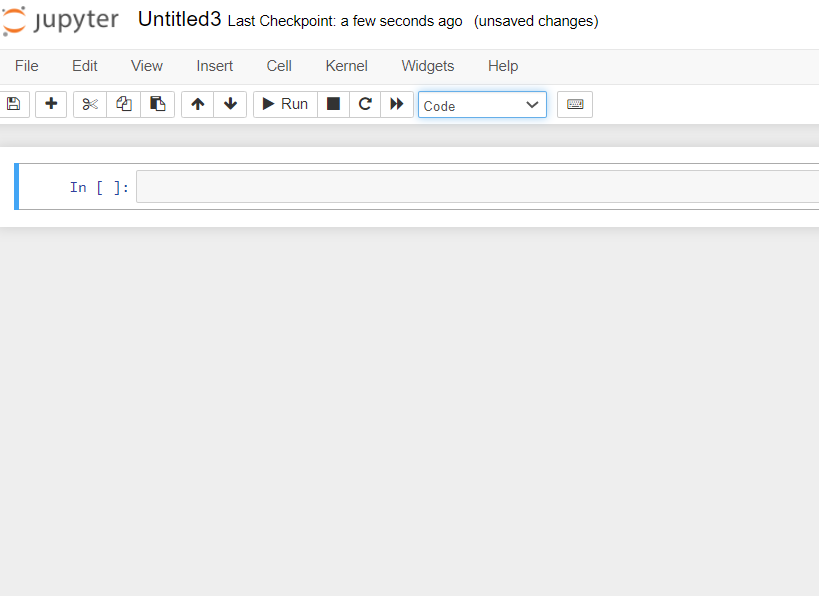 jupyter Untitled3 Last Checkpoint: a few seconds ago (unsaved changes)
File Edit View Insert Cell Kernel Widgets Help
Run Code
In [ ]: